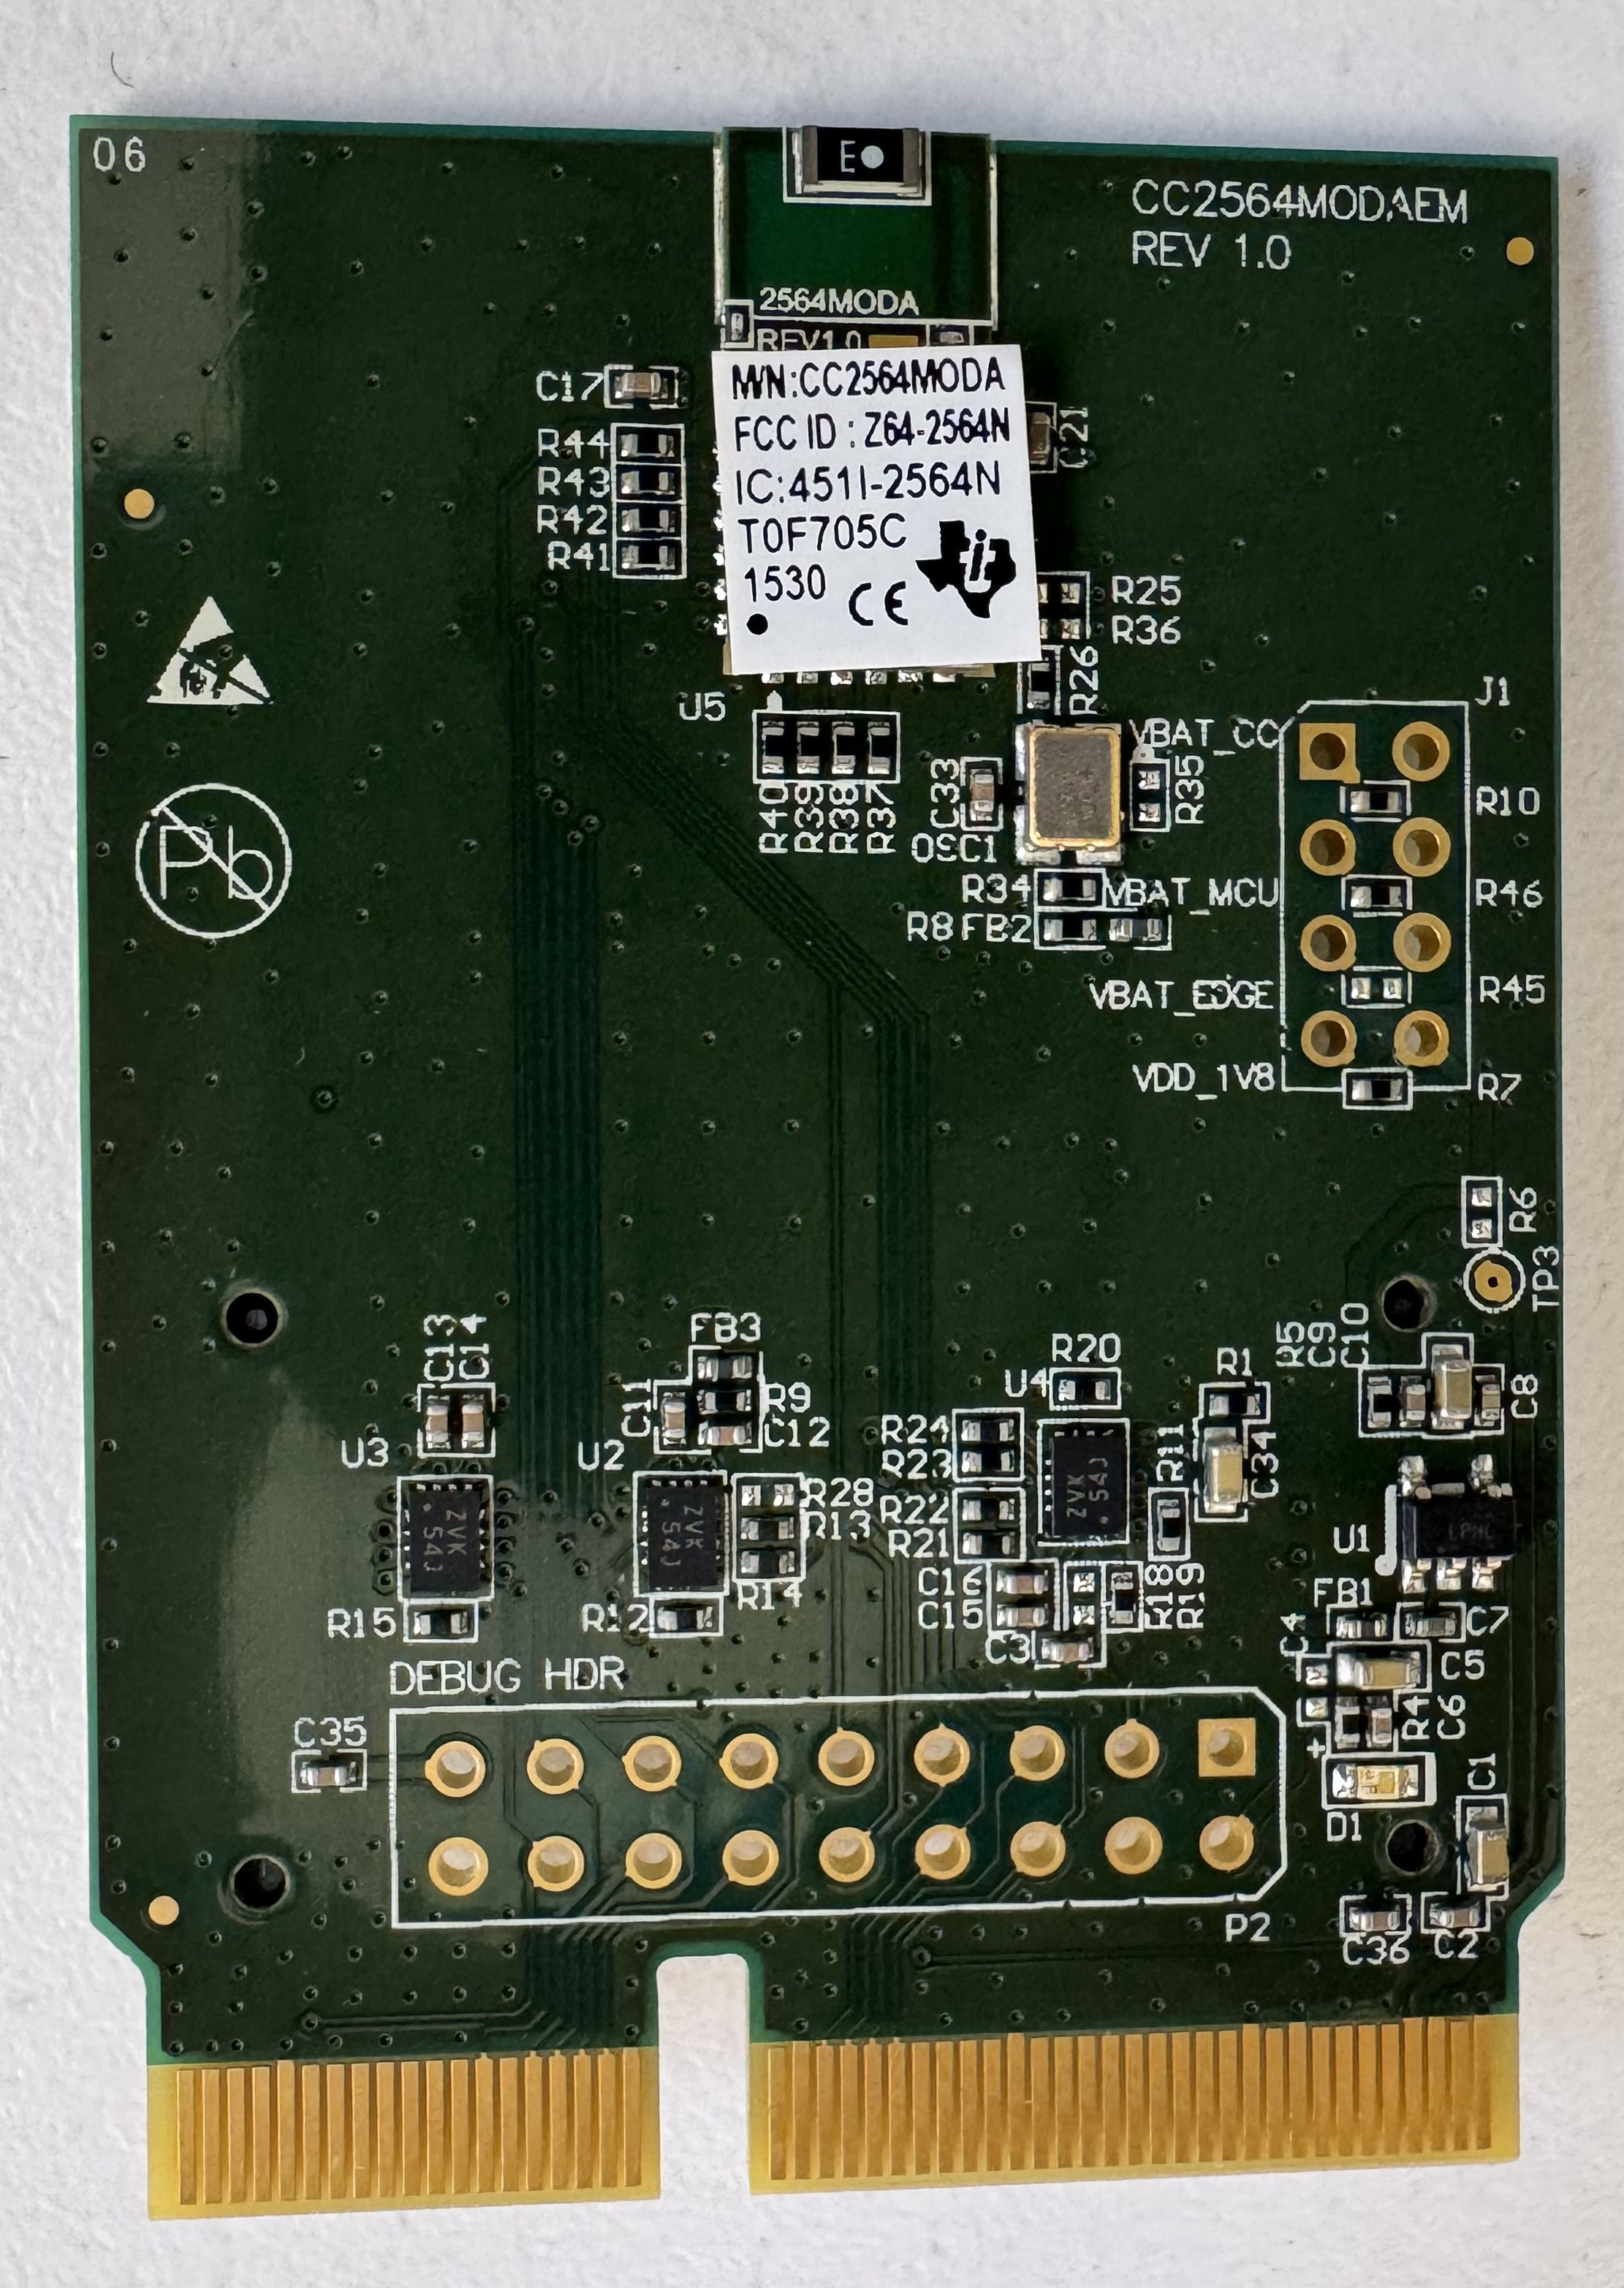 06
CC2564MODAEM
REV 1.0
E
2564MODA
REV1.0
M/N:CC2564MODA
FCC ID : Z64-2564N
IC:451I-2564N
T0F705C
1530 CE
C17
R44
R43
R42
R41
C21
R25
R36
R26
U5
R40
R39
R38
R37
C33
OSC1
R35
R34
R8 FB2
J1
VBAT_CC
R10
VBAT_MCU
R46
VBAT_EDGE
R45
VDD_1V8
R7
Pb
R6
TP3
C13
C14
U3
ZVK
54J
R15
FB3
C11
R9
C12
U2
ZVK
54J
R28
R13
R14
R12
R20
U4
R24
R23
R22
R21
ZVK
54J
C16
C15
C3
R11
R18
R19
R1
C34
R5
C9
C10
C8
U1
FB1
C7
C4
C5
R4
C6
+
D1
C1
C36
C2
DEBUG HDR
C35
P2